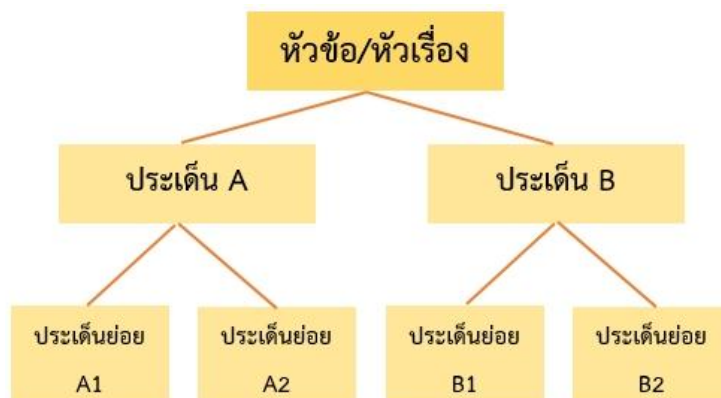 หัวข้อ/หัวเรื่อง
ประเด็น A
ประเด็น B
ประเด็นย่อย
A1
ประเด็นย่อย
A2
ประเด็นย่อย
B1
ประเด็นย่อย
B2